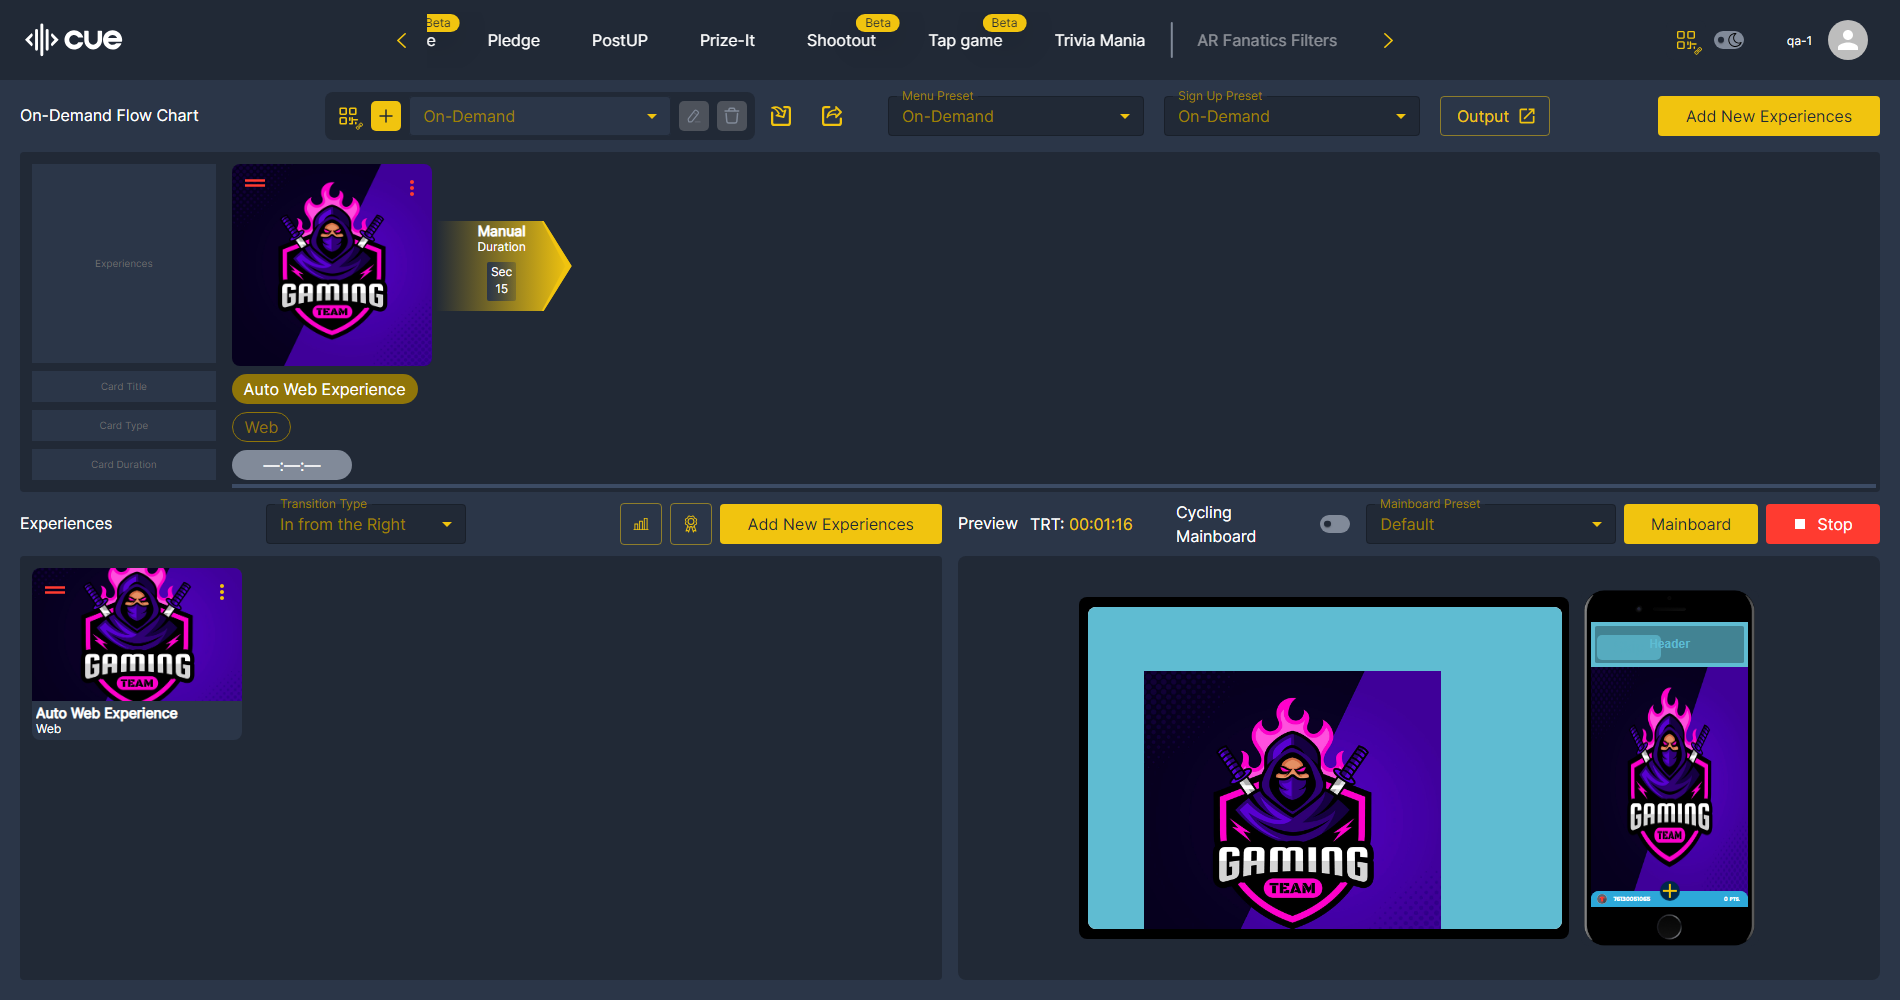 cue
e
Beta
Pledge
PostUP
Prize-It
Shootout
Beta
Tap game
Beta
Trivia Mania
AR Fanatics Filters
qa-1
On-Demand Flow Chart
On-Demand
Menu Preset
On-Demand
Sign Up Preset
On-Demand
Output
Add New Experiences
Experiences
GAMING
TEAM
Manual
Duration
Sec
15
Card Title
Auto Web Experience
Card Type
Web
Card Duration
—:—:—
Experiences
Transition Type
In from the Right
Add New Experiences
Preview
TRT: 00:01:16
Cycling
Mainboard
Mainboard Preset
Default
Mainboard
Stop
GAMING
TEAM
Auto Web Experience
Web
GAMING
TEAM
Header
GAMING
TEAM
0 PTS.